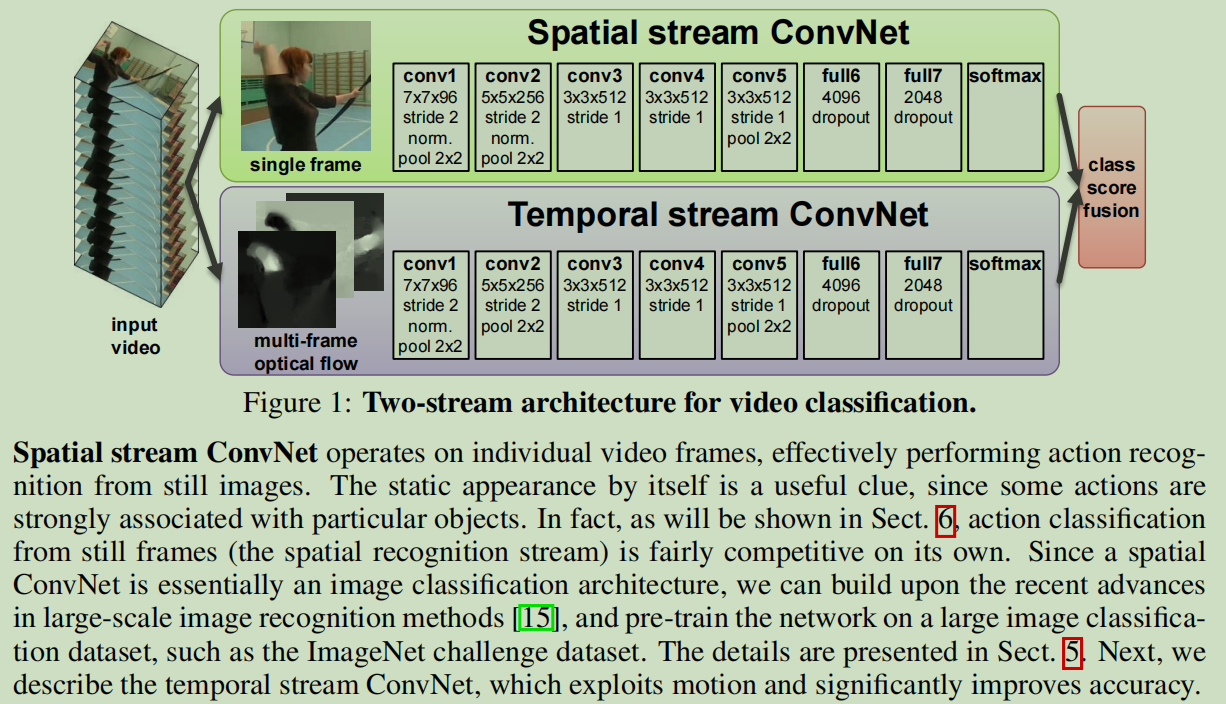 Spatial stream ConvNet
conv1
7x7x96
stride 2
norm.
pool 2x2
conv2
5x5x256
stride 2
norm.
pool 2x2
conv3
3x3x512
stride 1
conv4
3x3x512
stride 1
conv5
3x3x512
stride 1
pool 2x2
full6
4096
dropout
full7
2048
dropout
softmax
single frame
Temporal stream ConvNet
conv1
7x7x96
stride 2
norm.
pool 2x2
conv2
5x5x256
stride 2
pool 2x2
conv3
3x3x512
stride 1
conv4
3x3x512
stride 1
conv5
3x3x512
stride 1
pool 2x2
full6
4096
dropout
full7
2048
dropout
softmax
multi-frame
optical flow
input
video
class
score
fusion
Figure 1: Two-stream architecture for video classification.
Spatial stream ConvNet operates on individual video frames, effectively performing action recog-
nition from still images. The static appearance by itself is a useful clue, since some actions are
strongly associated with particular objects. In fact, as will be shown in Sect. 6, action classification
from still frames (the spatial recognition stream) is fairly competitive on its own. Since a spatial
ConvNet is essentially an image classification architecture, we can build upon the recent advances
in large-scale image recognition methods [15], and pre-train the network on a large image classifica-
tion dataset, such as the ImageNet challenge dataset. The details are presented in Sect. 5. Next, we
describe the temporal stream ConvNet, which exploits motion and significantly improves accuracy.